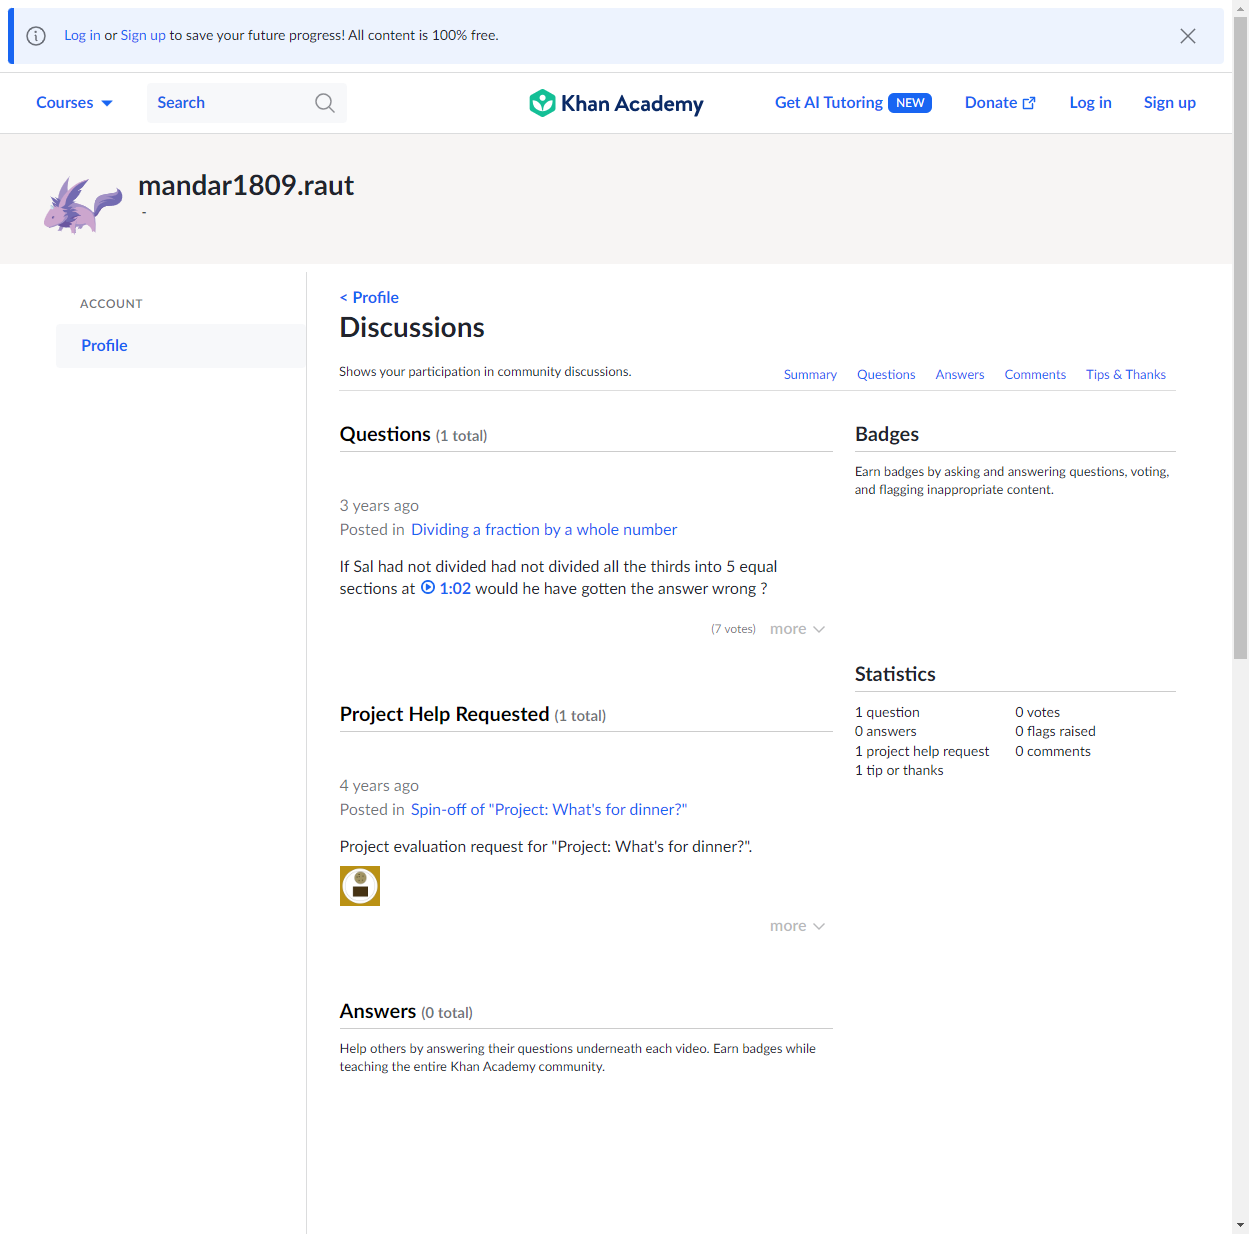 Log in or Sign up to save your future progress! All content is 100% free.
Courses
Search
Khan Academy
Get AI Tutoring NEW
Donate
Log in
Sign up
mandar1809.raut
-
ACCOUNT
Profile
< Profile
Discussions
Shows your participation in community discussions.
Summary
Questions
Answers
Comments
Tips & Thanks
Questions (1 total)
3 years ago
Posted in Dividing a fraction by a whole number
If Sal had not divided had not divided all the thirds into 5 equal
sections at 1:02 would he have gotten the answer wrong ?
(7 votes) more
Project Help Requested (1 total)
4 years ago
Posted in Spin-off of "Project: What's for dinner?"
Project evaluation request for "Project: What's for dinner?".
more
Answers (0 total)
Help others by answering their questions underneath each video. Earn badges while
teaching the entire Khan Academy community.
Badges
Earn badges by asking and answering questions, voting,
and flagging inappropriate content.
Statistics
1 question
0 answers
1 project help request
1 tip or thanks
0 votes
0 flags raised
0 comments